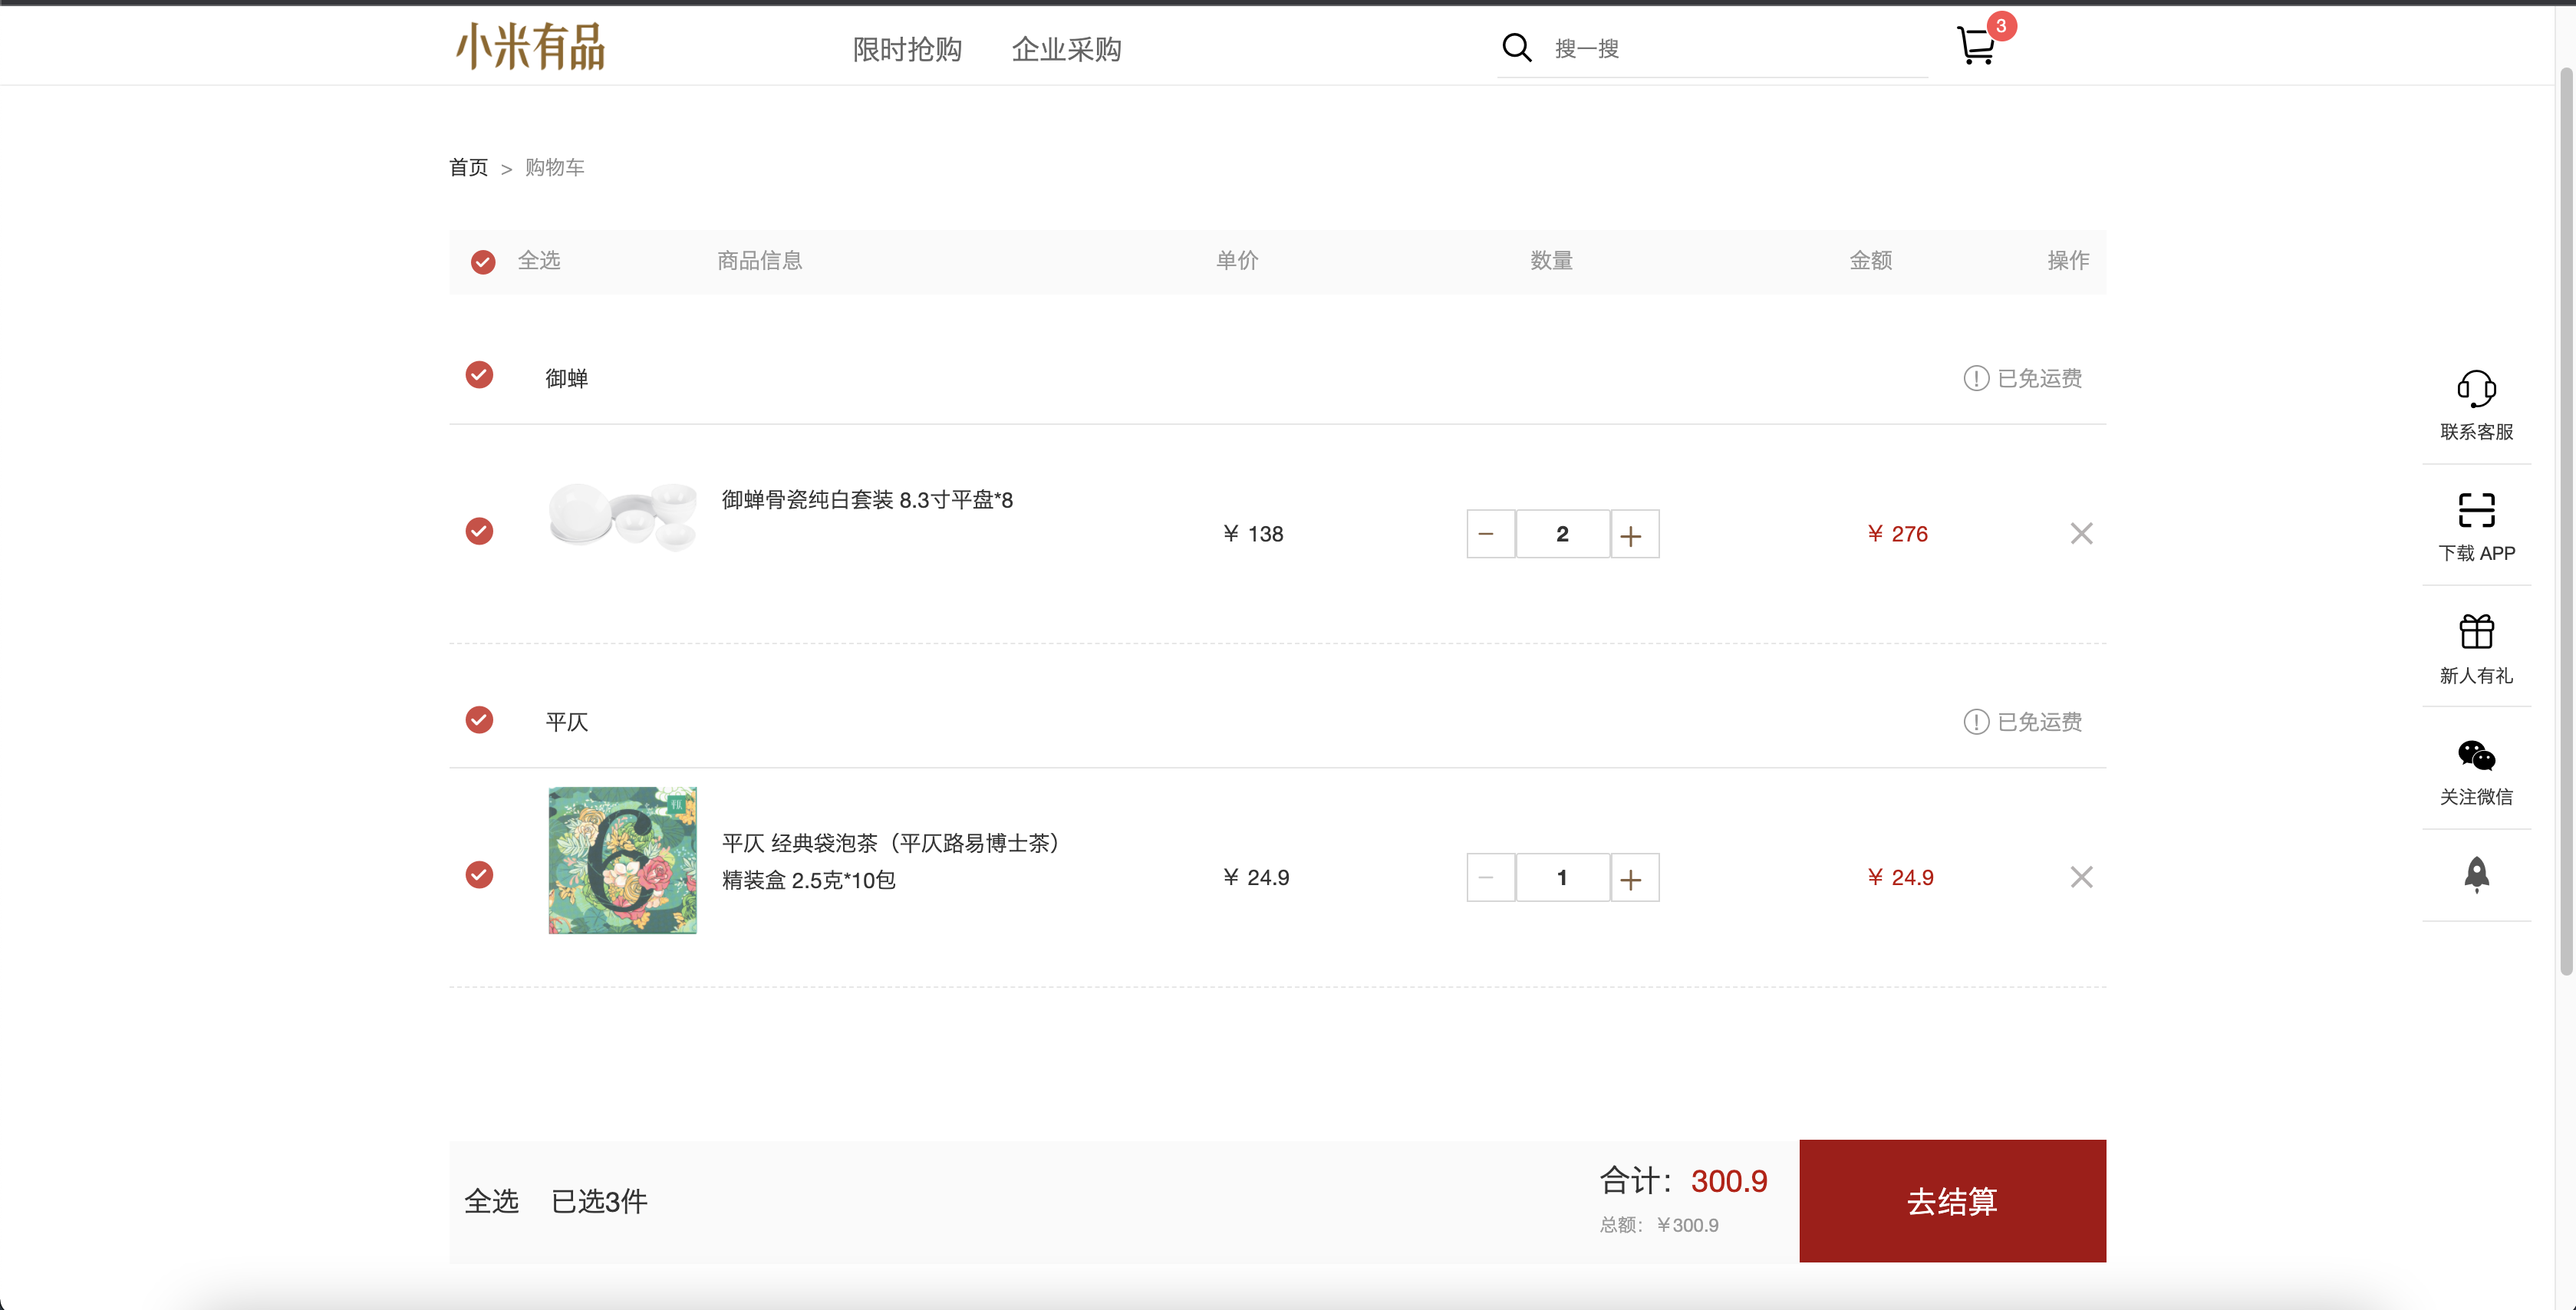 小米有品
限时抢购
企业采购
搜一搜
3
首页 > 购物车
全选
商品信息
单价
数量
金额
操作
御蝉
已免运费
御蝉骨瓷纯白套装 8.3寸平盘*8
¥ 138
2
¥ 276
平仄
已免运费
平仄 经典袋泡茶（平仄路易博士茶）
精装盒 2.5克*10包
¥ 24.9
1
¥ 24.9
全选
已选3件
合计：300.9
总额：¥300.9
去结算
联系客服
下载 APP
新人有礼
关注微信